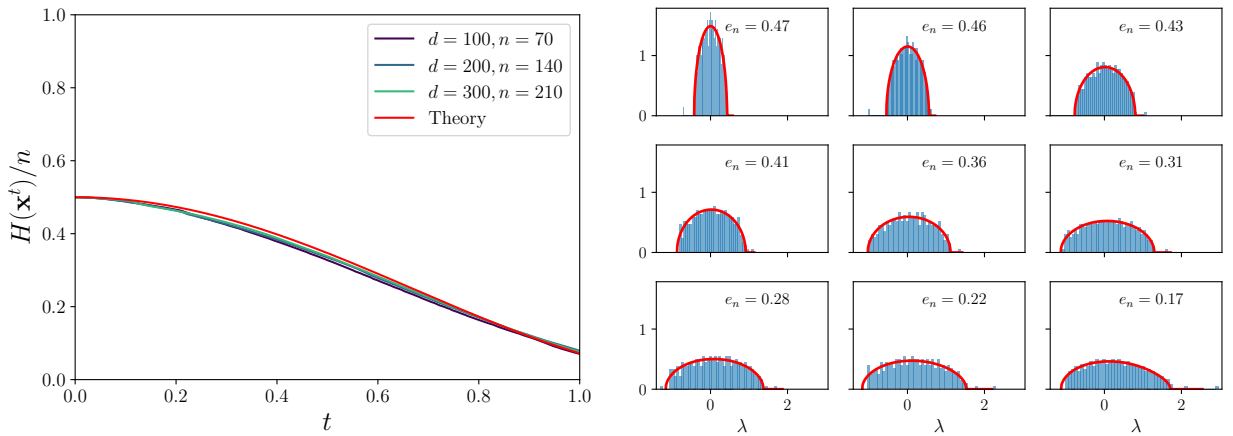 1.0
0.8
0.6
0.4
0.2
0.0
H(x^t)/n
0.0 0.2 0.4 0.6 0.8 1.0
t
d = 100, n = 70
d = 200, n = 140
d = 300, n = 210
Theory
1
0
e_n = 0.47
e_n = 0.46
e_n = 0.43
1
0
e_n = 0.41
e_n = 0.36
e_n = 0.31
1
0
e_n = 0.28
e_n = 0.22
e_n = 0.17
0 2
0 2
0 2
λ
λ
λ